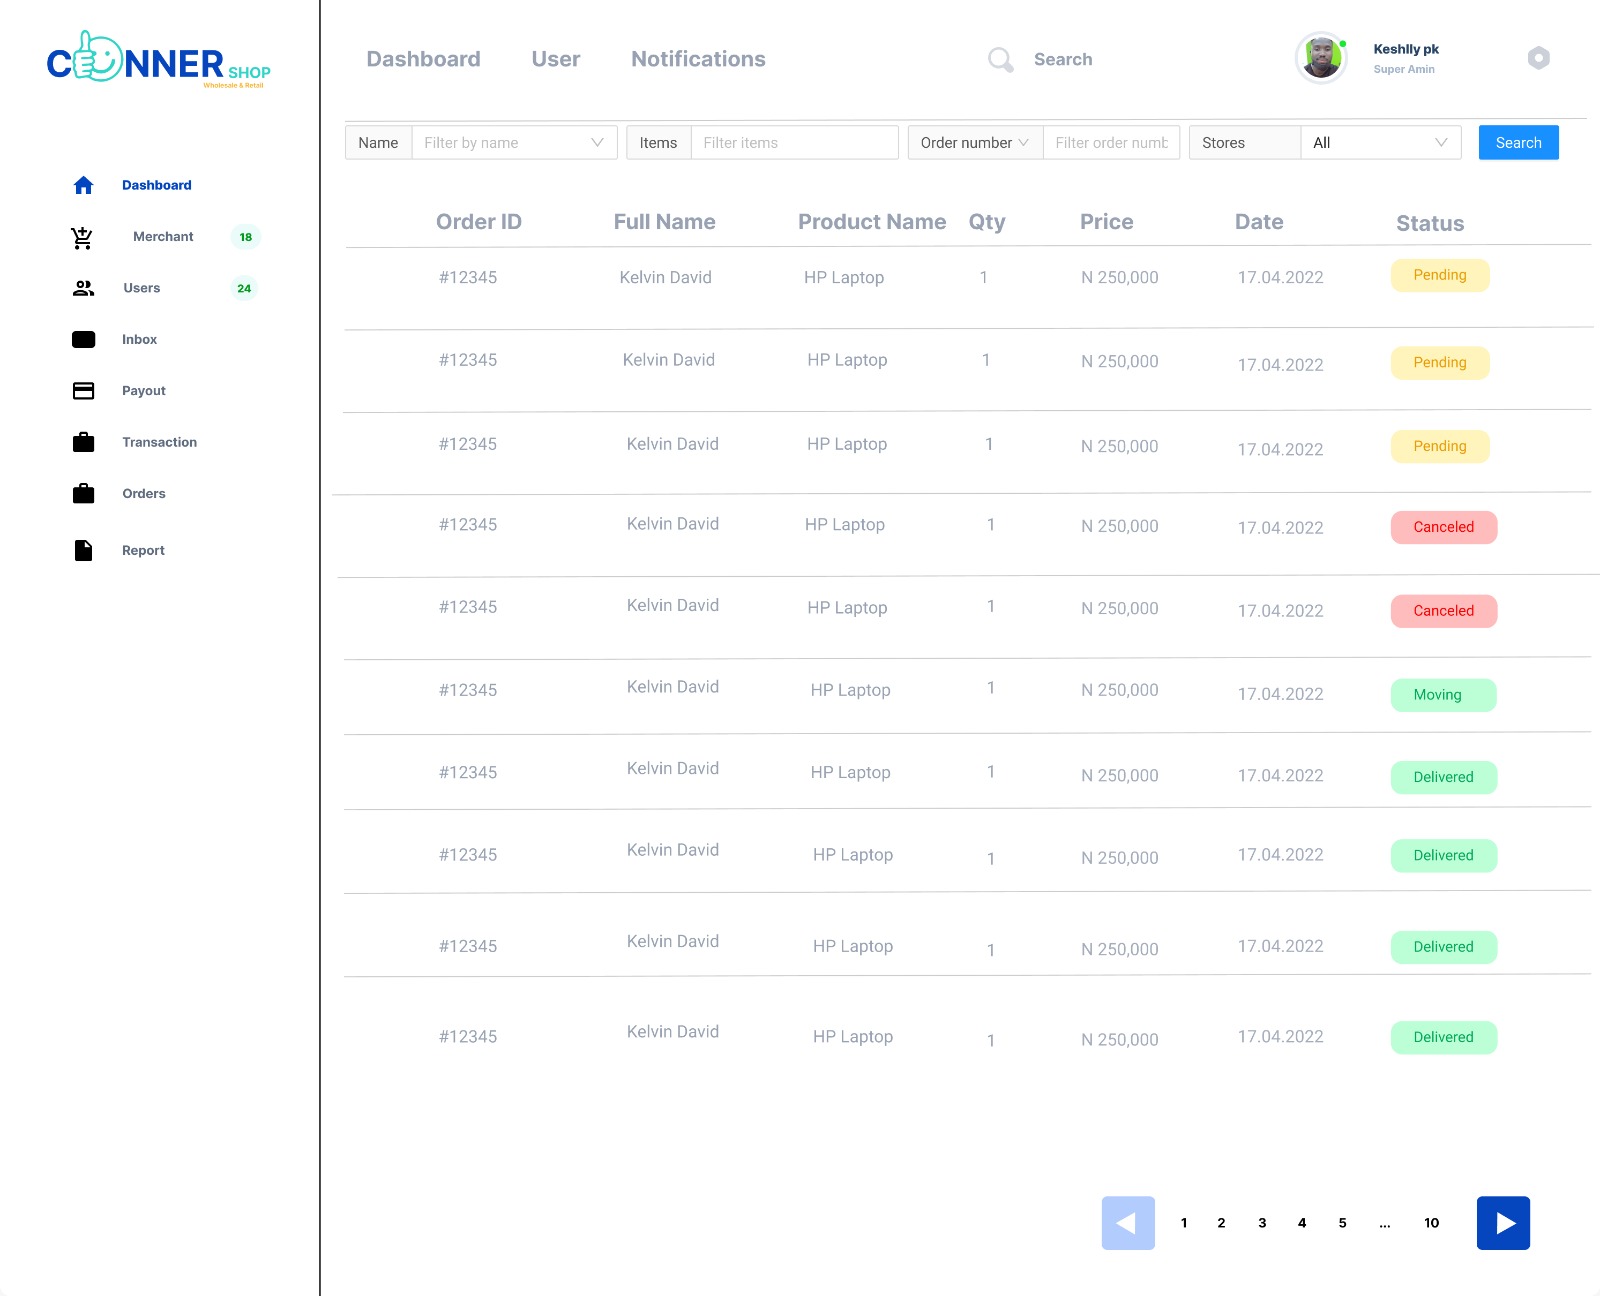 CONNER SHOP
Wholesale & Retail
Dashboard User Notifications Search Keshlly pk
Super Amin
Dashboard
Merchant 18
Users 24
Inbox
Payout
Transaction
Orders
Report
Name Filter by name Items Filter items Order number Filter order numb Stores All Search
Order ID Full Name Product Name Qty Price Date Status
#12345 Kelvin David HP Laptop 1 N 250,000 17.04.2022 Pending
#12345 Kelvin David HP Laptop 1 N 250,000 17.04.2022 Pending
#12345 Kelvin David HP Laptop 1 N 250,000 17.04.2022 Pending
#12345 Kelvin David HP Laptop 1 N 250,000 17.04.2022 Canceled
#12345 Kelvin David HP Laptop 1 N 250,000 17.04.2022 Canceled
#12345 Kelvin David HP Laptop 1 N 250,000 17.04.2022 Moving
#12345 Kelvin David HP Laptop 1 N 250,000 17.04.2022 Delivered
#12345 Kelvin David HP Laptop 1 N 250,000 17.04.2022 Delivered
#12345 Kelvin David HP Laptop 1 N 250,000 17.04.2022 Delivered
#12345 Kelvin David HP Laptop 1 N 250,000 17.04.2022 Delivered
1 2 3 4 5 ... 10